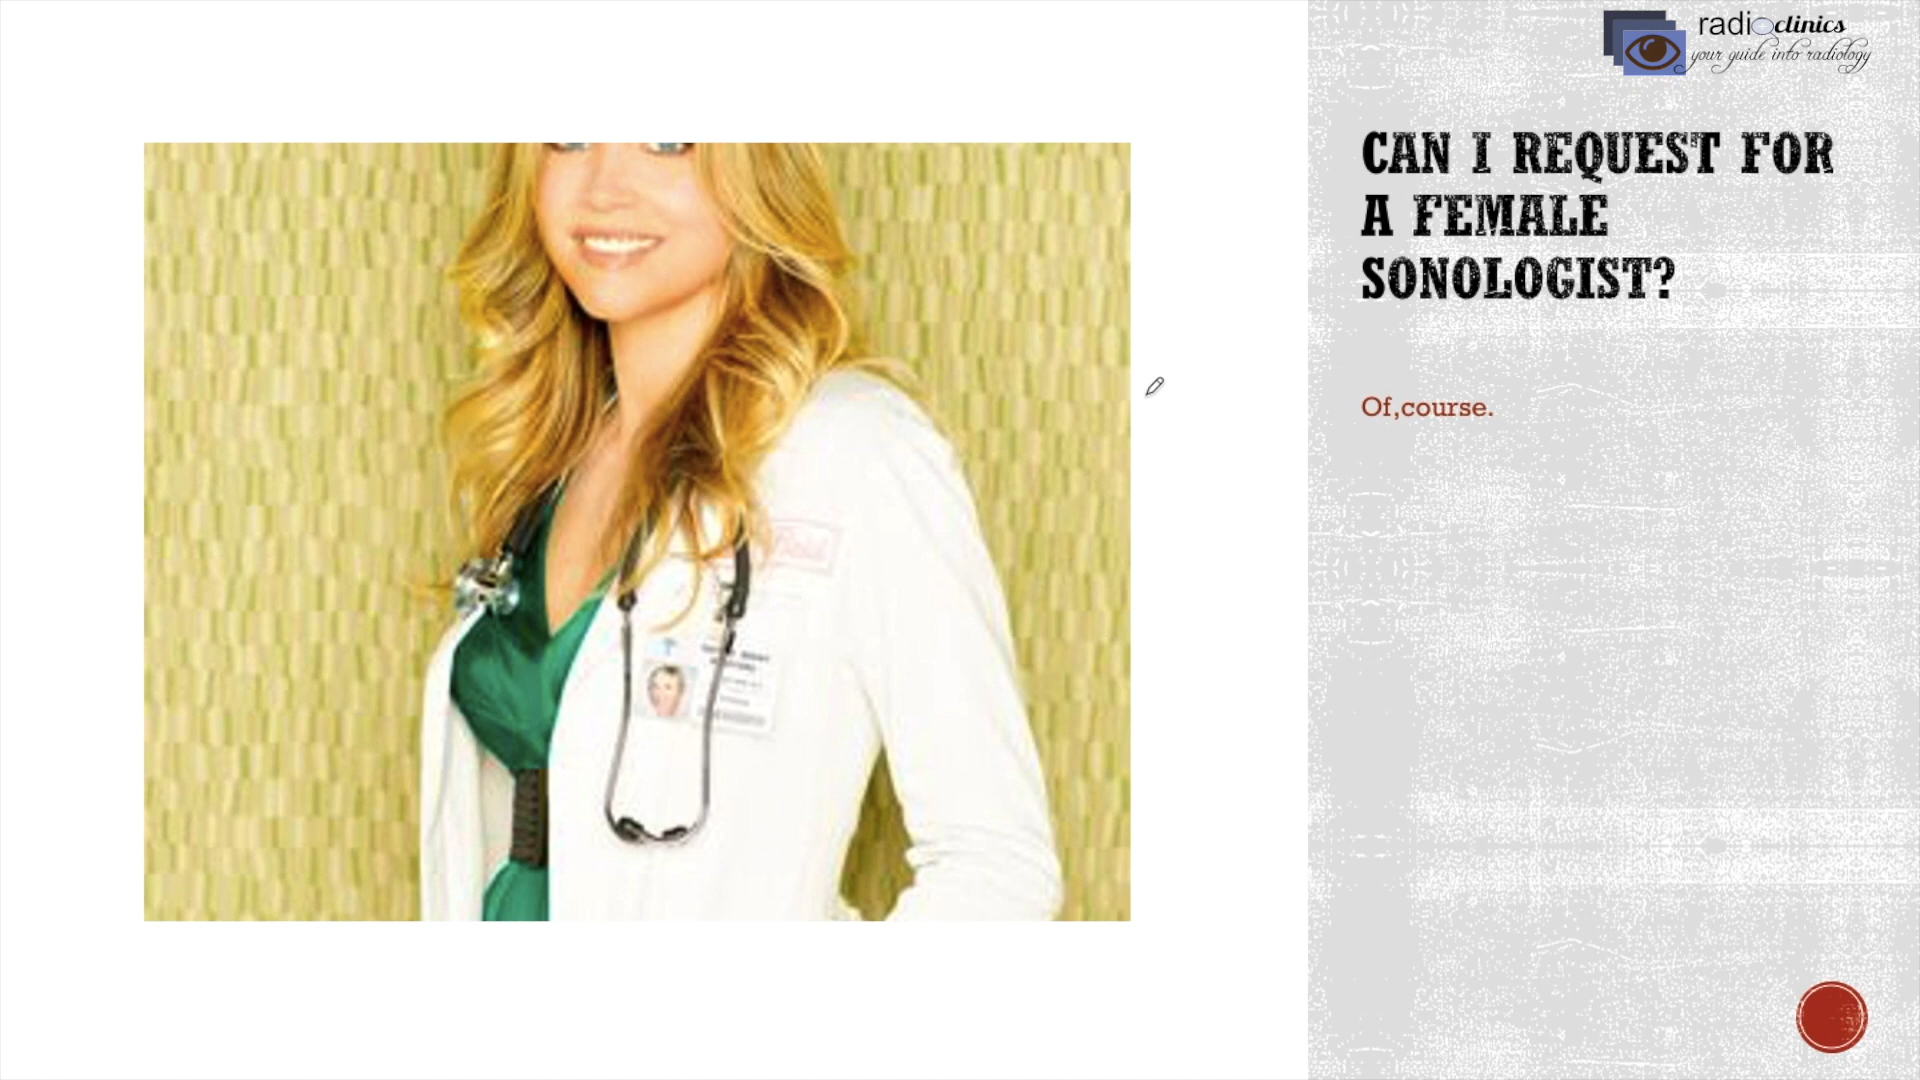 radioclinics
your guide into radiology
CAN I REQUEST FOR
A FEMALE
SONOLOGIST?
Of,course.